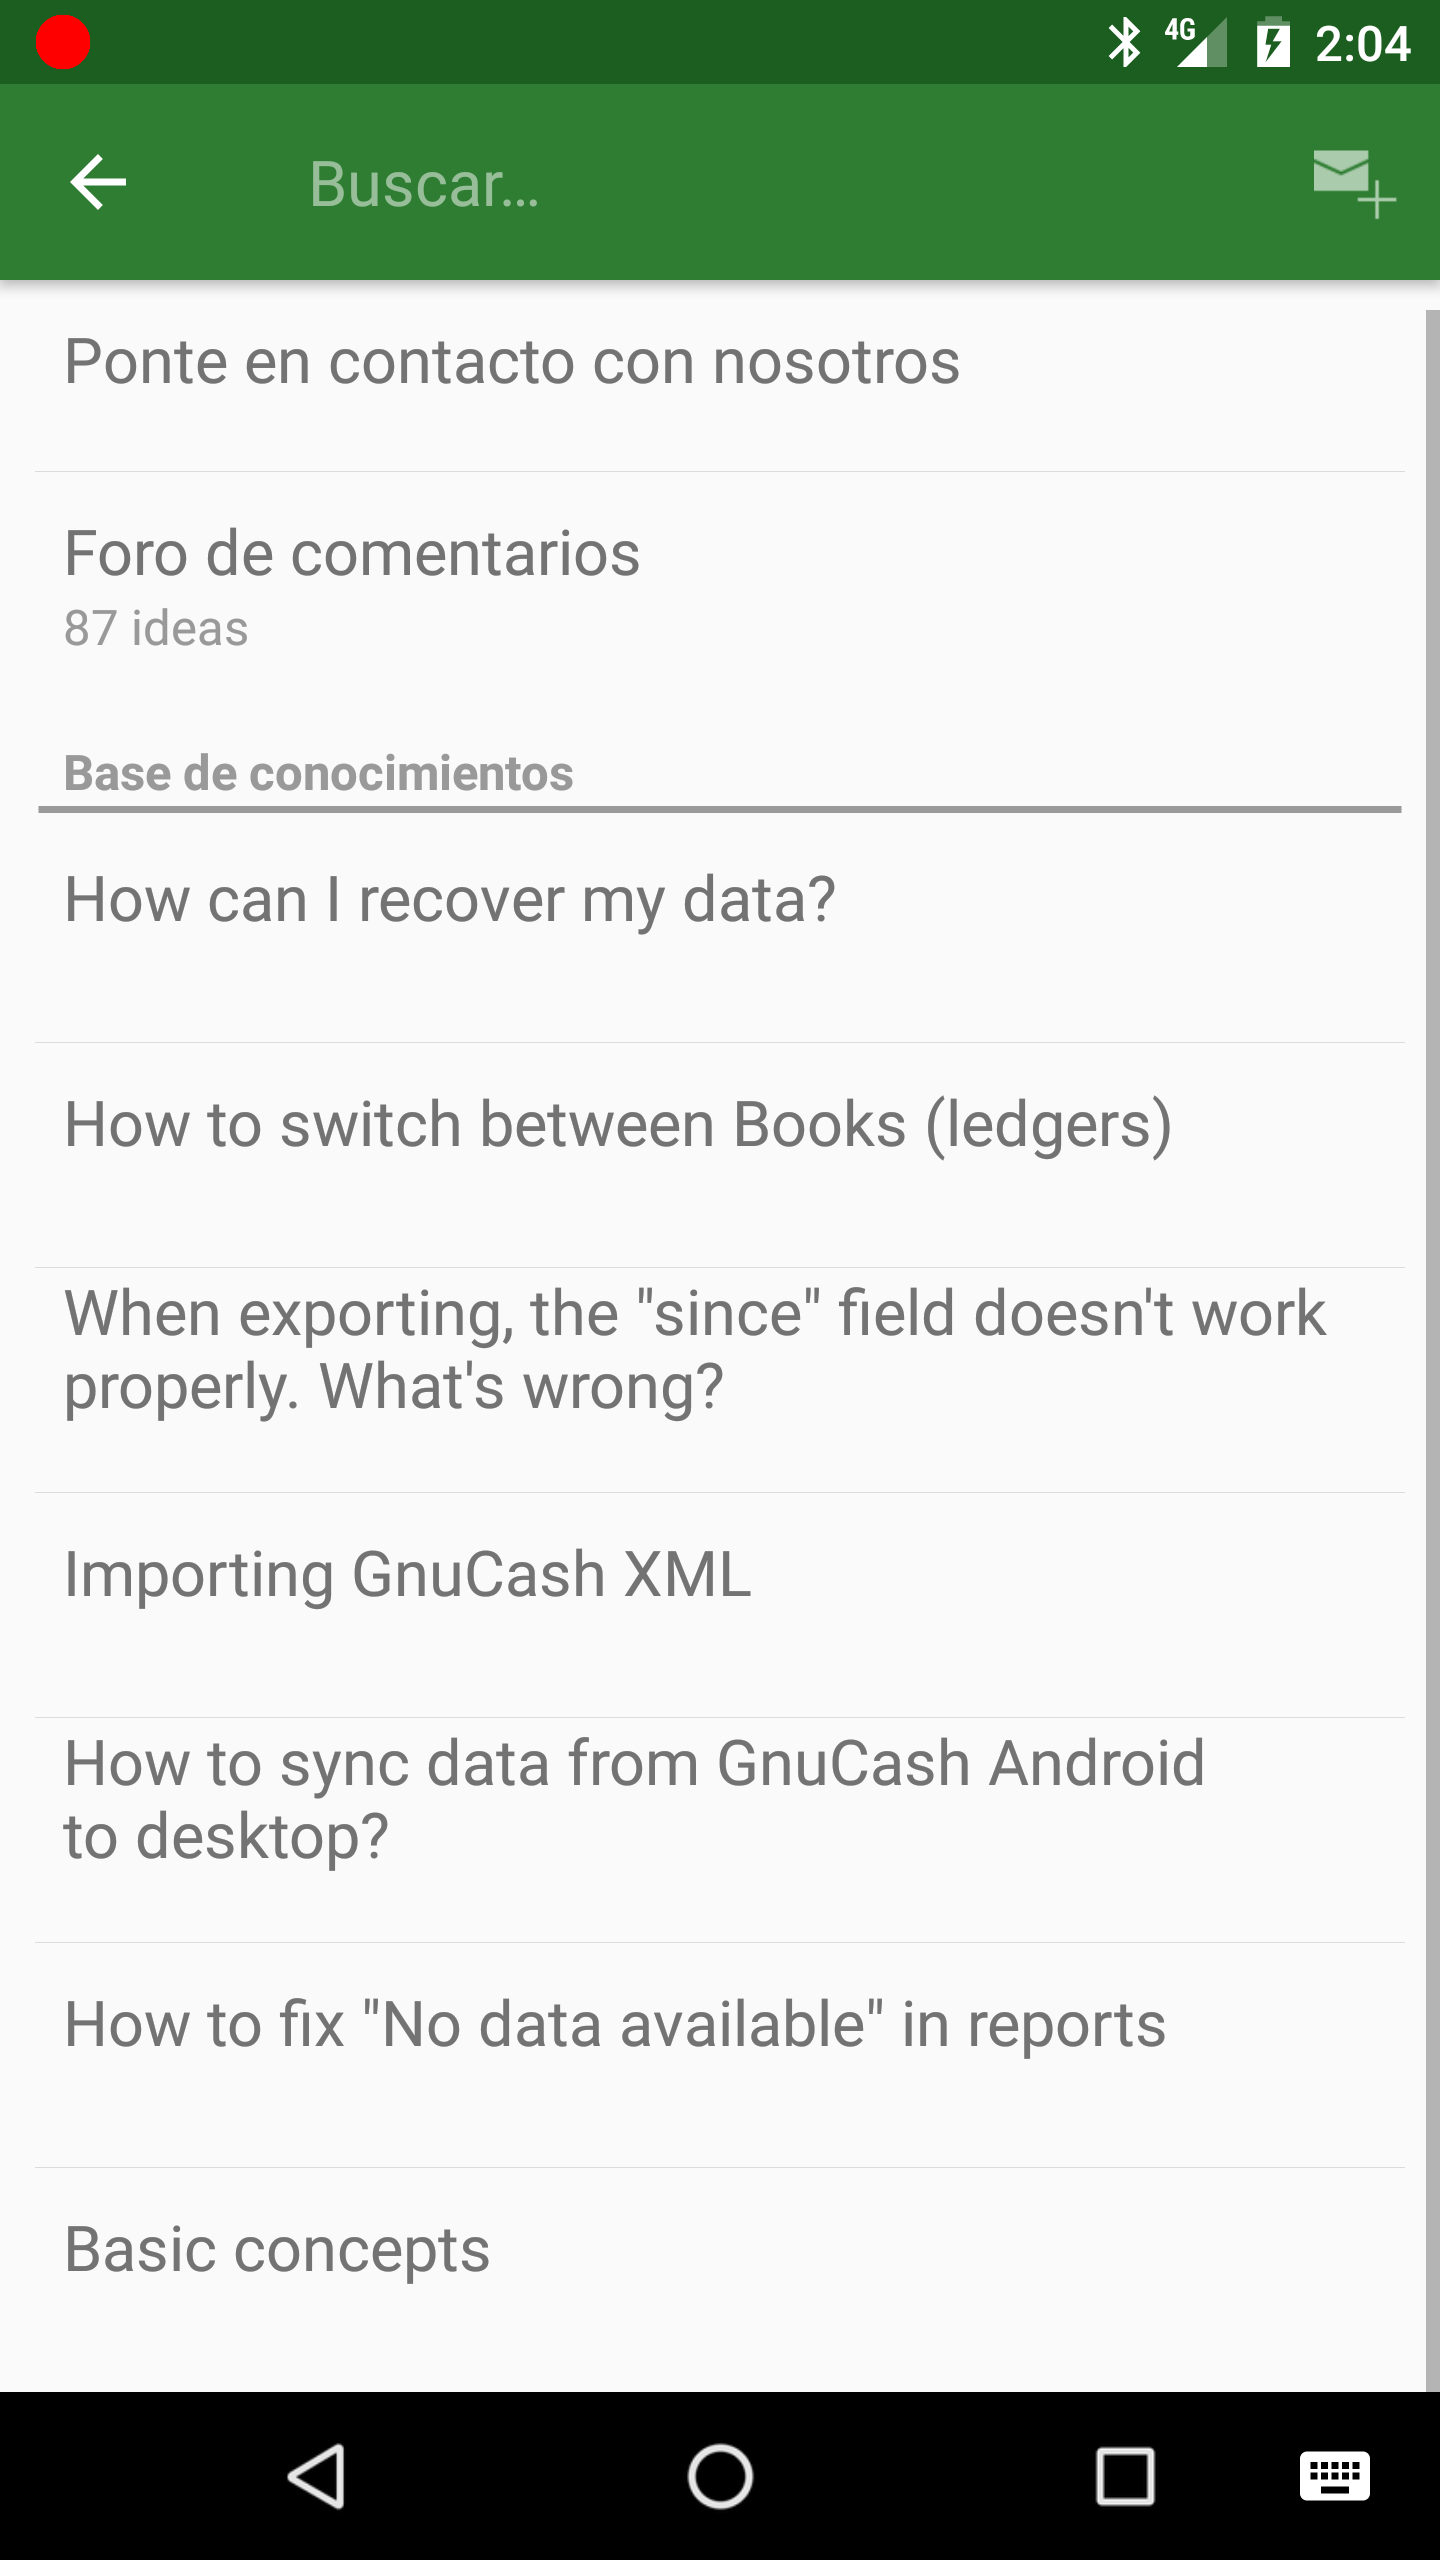 4G 2:04
Buscar...
Ponte en contacto con nosotros
Foro de comentarios
87 ideas
Base de conocimientos
How can I recover my data?
How to switch between Books (ledgers)
When exporting, the "since" field doesn't work
properly. What's wrong?
Importing GnuCash XML
How to sync data from GnuCash Android
to desktop?
How to fix "No data available" in reports
Basic concepts